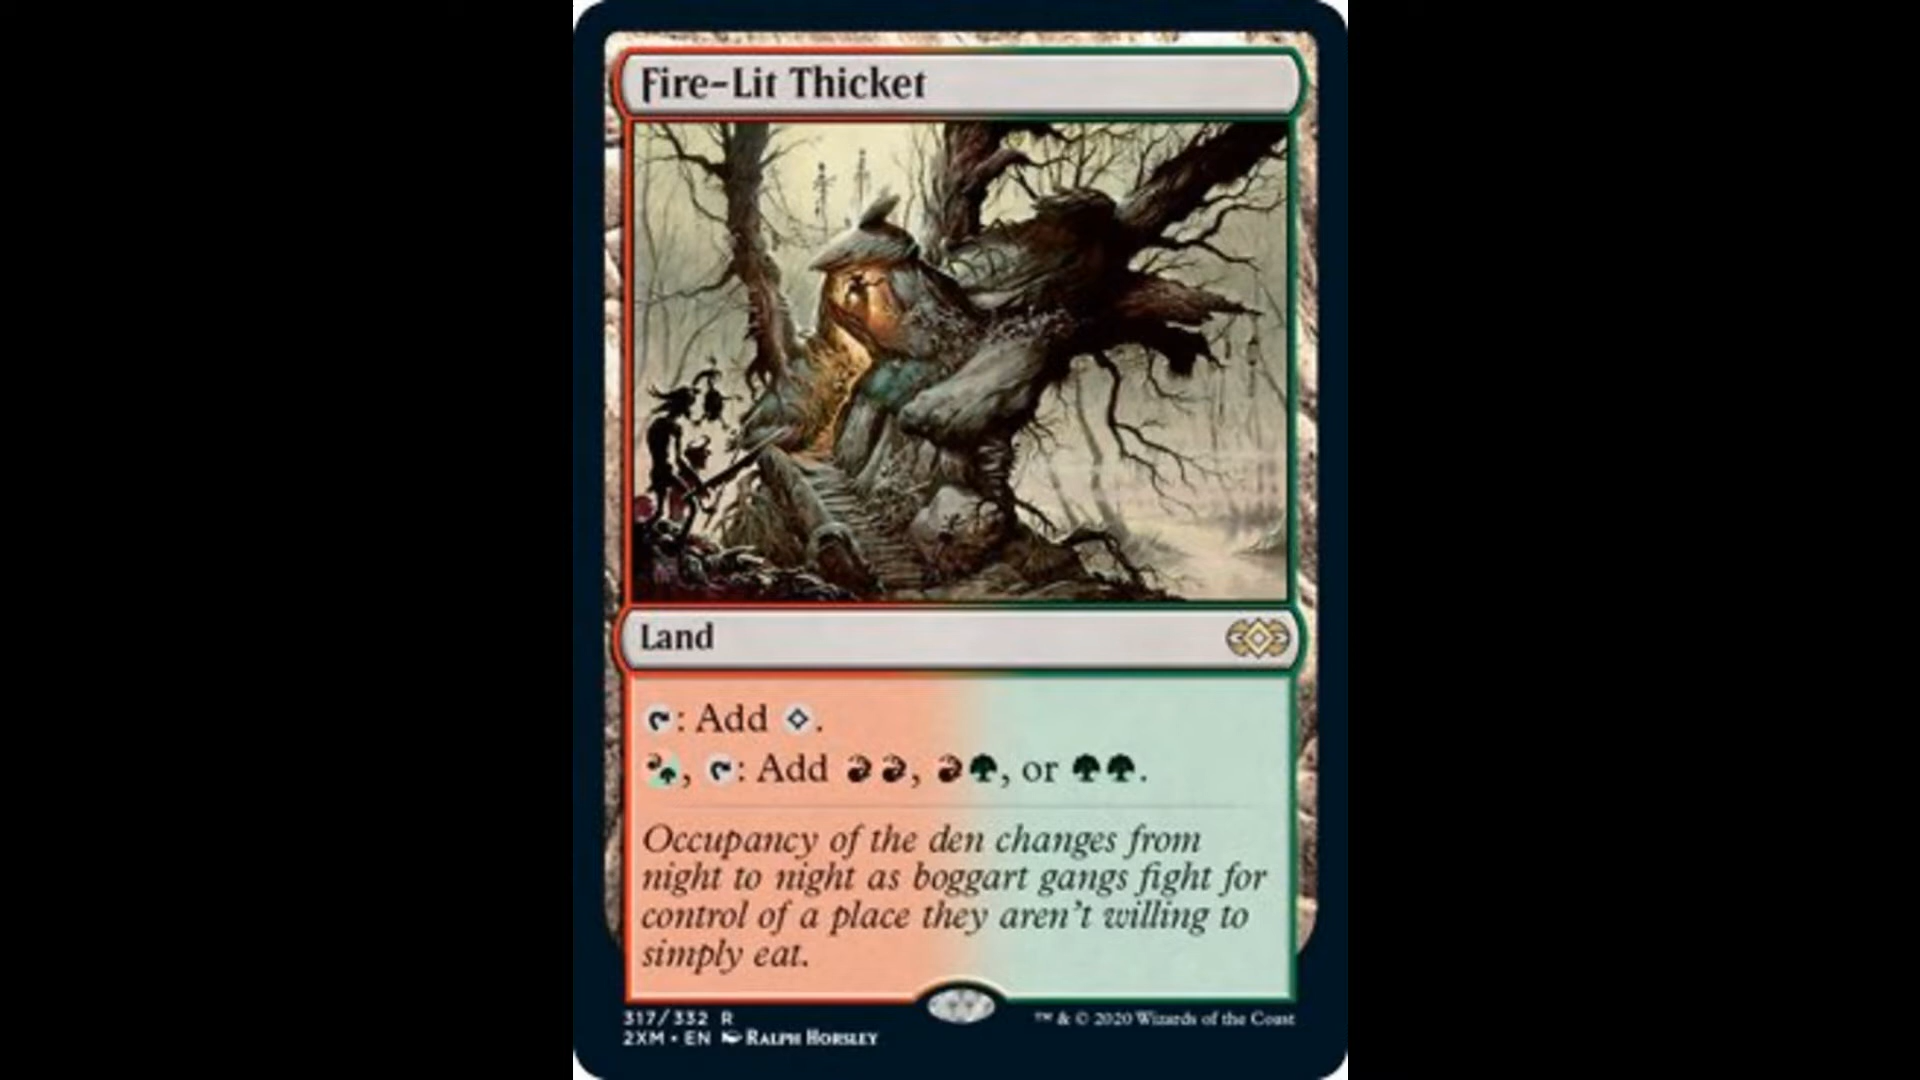 Fire-Lit Thicket
Land
: Add .
, : Add , , or .
Occupancy of the den changes from
night to night as boggart gangs fight for
control of a place they aren't willing to
simply eat.
317/332 R
™ & © 2020 Wizards of the Coast
2XM • EN RALPH HORSLEY